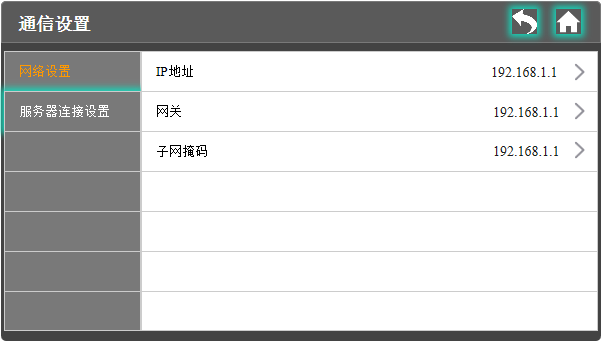 通信设置
网络设置
IP地址 192.168.1.1
服务器连接设置
网关 192.168.1.1
子网掩码 192.168.1.1